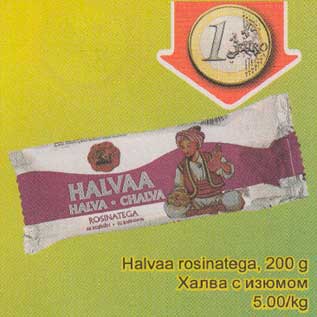 1
EURO
HALVAA
HALVA • CHALVA
ROSINATEGA
Halvaa rosinatega, 200 g
Халва с изюмом
5.00/kg